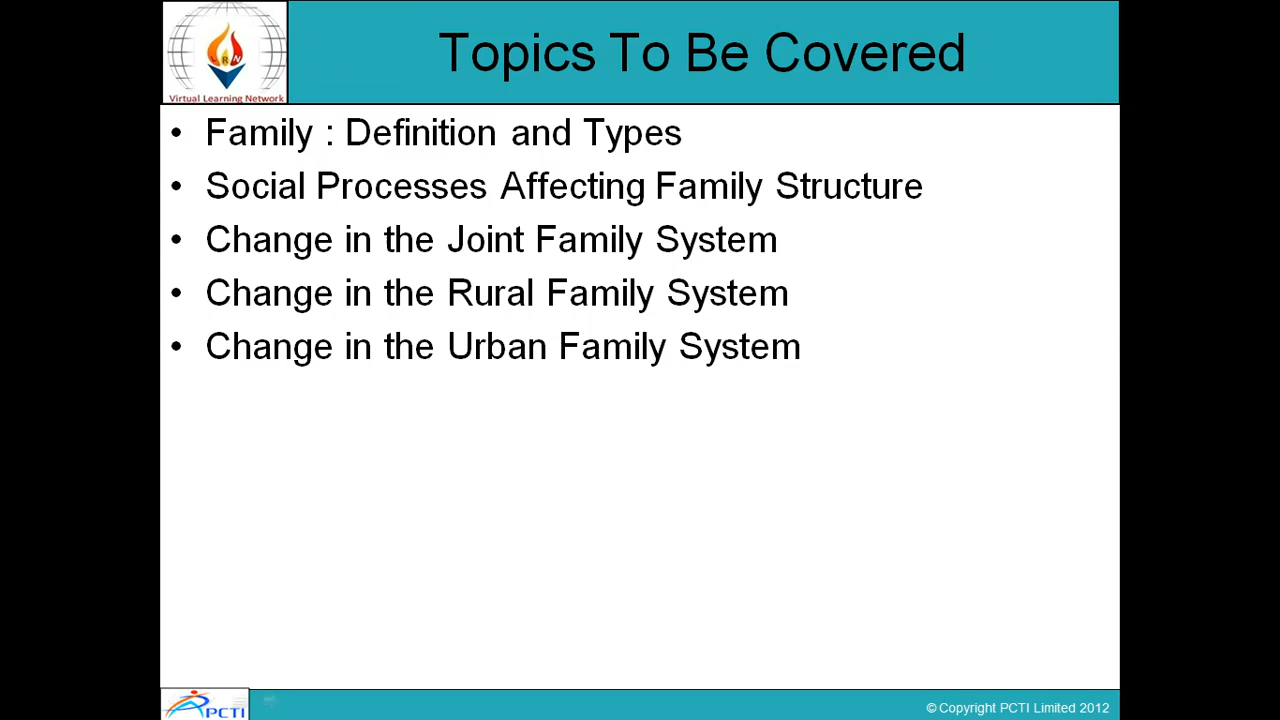 Topics To Be Covered
Virtual Learning Network
• Family : Definition and Types
• Social Processes Affecting Family Structure
• Change in the Joint Family System
• Change in the Rural Family System
• Change in the Urban Family System
PCTI
© Copyright PCTI Limited 2012